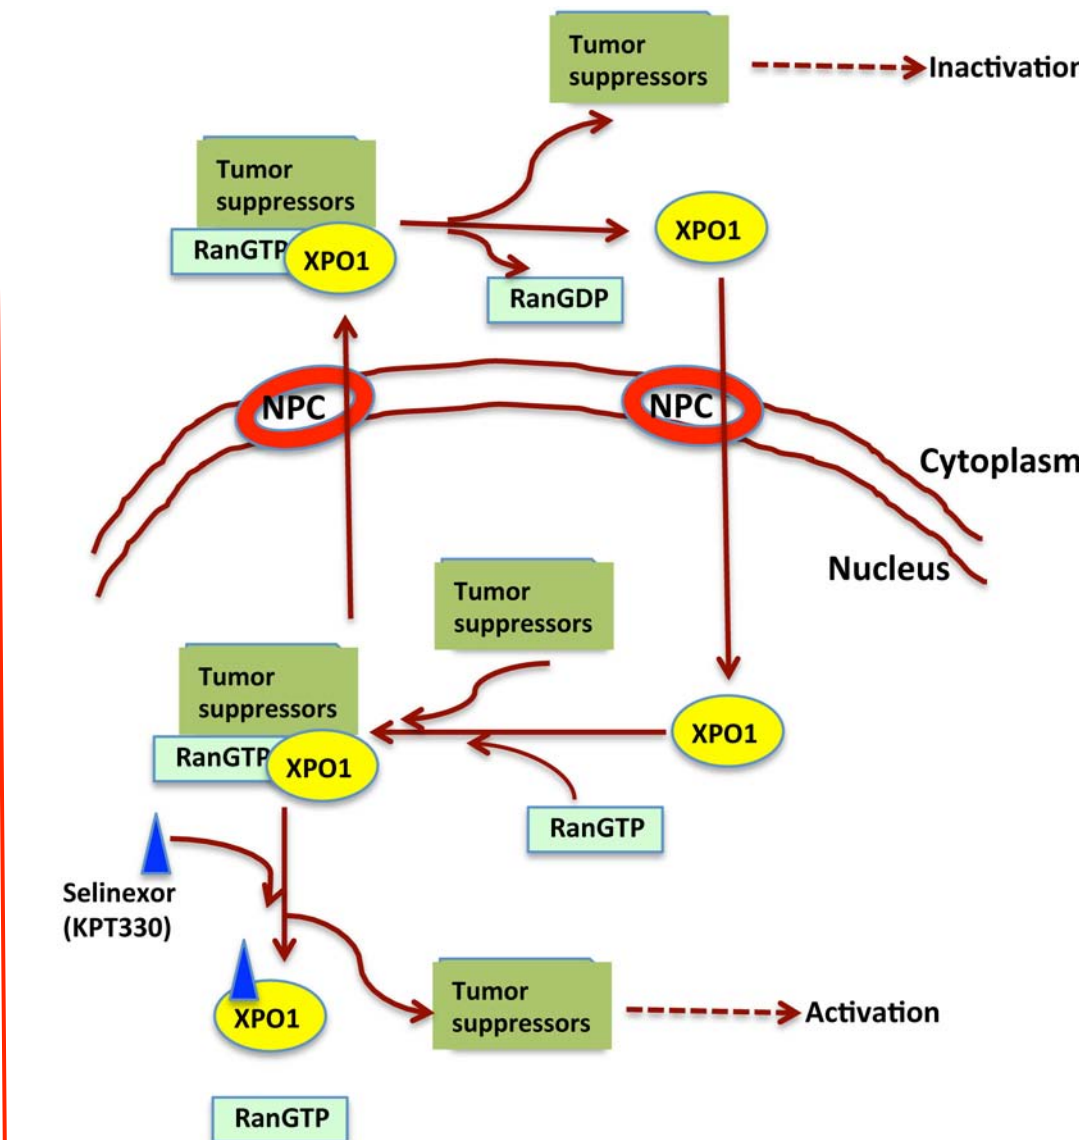 Tumor
suppressors
Inactivation
Tumor
suppressors
RanGTP
XPO1
XPO1
RanGDP
NPC
NPC
Cytoplasm
Nucleus
Tumor
suppressors
Tumor
suppressors
RanGTP
XPO1
XPO1
RanGTP
Selinexor
(KPT330)
XPO1
Tumor
suppressors
Activation
RanGTP